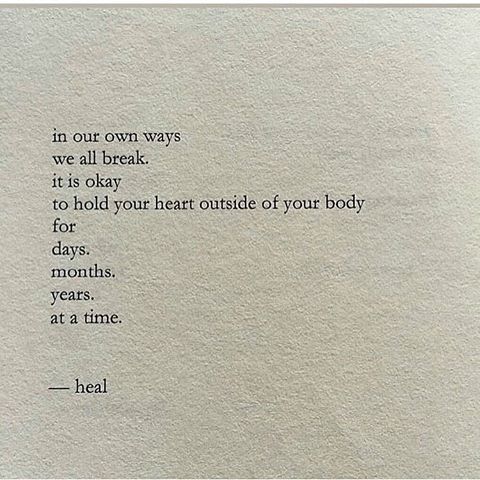 in our own ways
we all break.
it is okay
to hold your heart outside of your body
for
days.
months.
years.
at a time.
— heal